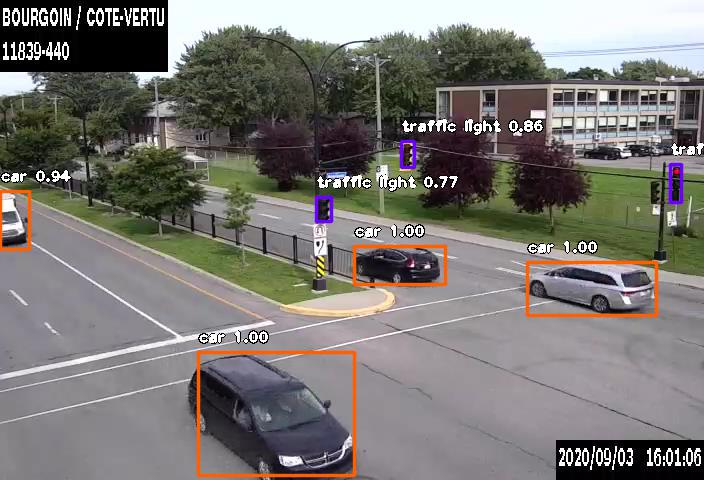 BOURGOIN / COTE-VERTU
11839-440
traffic light 0.86
traf
car 0.94
traffic light 0.77
car 1.00
car 1.00
car 1.00
2020/09/03 16:01:06